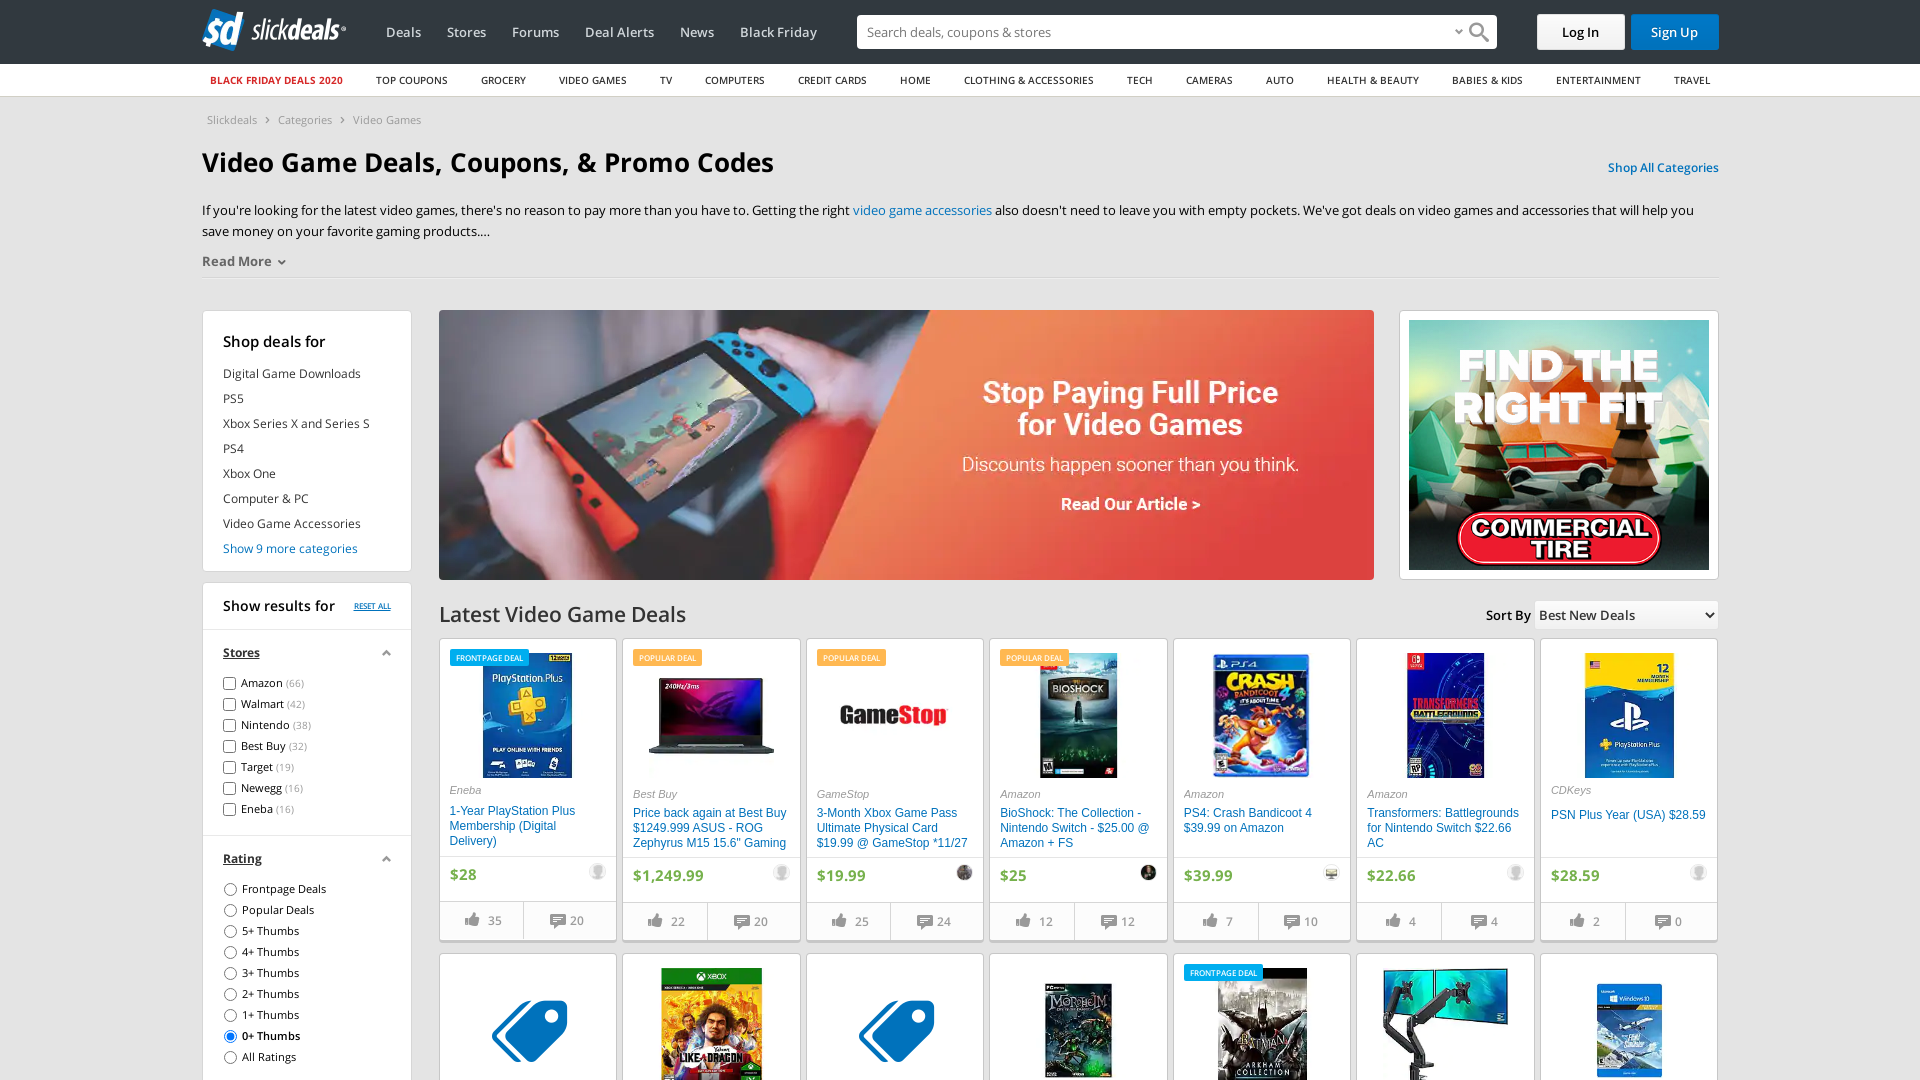 slickdeals
Deals
Stores
Forums
Deal Alerts
News
Black Friday
Search deals, coupons & stores
Log In
Sign Up
BLACK FRIDAY DEALS 2020
TOP COUPONS
GROCERY
VIDEO GAMES
TV
COMPUTERS
CREDIT CARDS
HOME
CLOTHING & ACCESSORIES
TECH
CAMERAS
AUTO
HEALTH & BEAUTY
BABIES & KIDS
ENTERTAINMENT
TRAVEL
Slickdeals > Categories > Video Games
Video Game Deals, Coupons, & Promo Codes
Shop All Categories
If you're looking for the latest video games, there's no reason to pay more than you have to. Getting the right video game accessories also doesn't need to leave you with empty pockets. We've got deals on video games and accessories that will help you
save money on your favorite gaming products....
Read More
Shop deals for
Digital Game Downloads
PS5
Xbox Series X and Series S
PS4
Xbox One
Computer & PC
Video Game Accessories
Show 9 more categories
Show results for
RESET ALL
Stores
Amazon (66)
Walmart (42)
Nintendo (38)
Best Buy (32)
Target (19)
Newegg (16)
Eneba (16)
Rating
Frontpage Deals
Popular Deals
5+ Thumbs
4+ Thumbs
3+ Thumbs
2+ Thumbs
1+ Thumbs
0+ Thumbs
All Ratings
Stop Paying Full Price
for Video Games
Discounts happen sooner than you think.
Read Our Article >
FIND THE
RIGHT FIT
COMMERCIAL
TIRE
Latest Video Game Deals
Sort By
Best New Deals
FRONTPAGE DEAL
PlayStation Plus
PLAY ONLINE WITH FRIENDS
Eneba
1-Year PlayStation Plus
Membership (Digital
Delivery)
$28
35
20
POPULAR DEAL
240Hz/3ms
Best Buy
Price back again at Best Buy
$1249.999 ASUS - ROG
Zephyrus M15 15.6" Gaming
$1,249.99
22
20
POPULAR DEAL
GameStop
GameStop
3-Month Xbox Game Pass
Ultimate Physical Card
$19.99 @ GameStop *11/27
$19.99
25
24
POPULAR DEAL
BIOSHOCK
Amazon
BioShock: The Collection -
Nintendo Switch - $25.00 @
Amazon + FS
$25
12
12
PS4
CRASH
BANDICOOT 4
IT'S ABOUT TIME
Amazon
PS4: Crash Bandicoot 4
$39.99 on Amazon
$39.99
7
10
TRANSFORMERS
BATTLEGROUNDS
Amazon
Transformers: Battlegrounds
for Nintendo Switch $22.66
AC
$22.66
4
4
12
MONTH
MEMBERSHIP
PlayStation Plus
CDKeys
PSN Plus Year (USA) $28.59
$28.59
2
0
XBOX
LIKE A DRAGON
MORDHEIM
FRONTPAGE DEAL
BATMAN
ARKHAM
COLLECTION
Windows 10